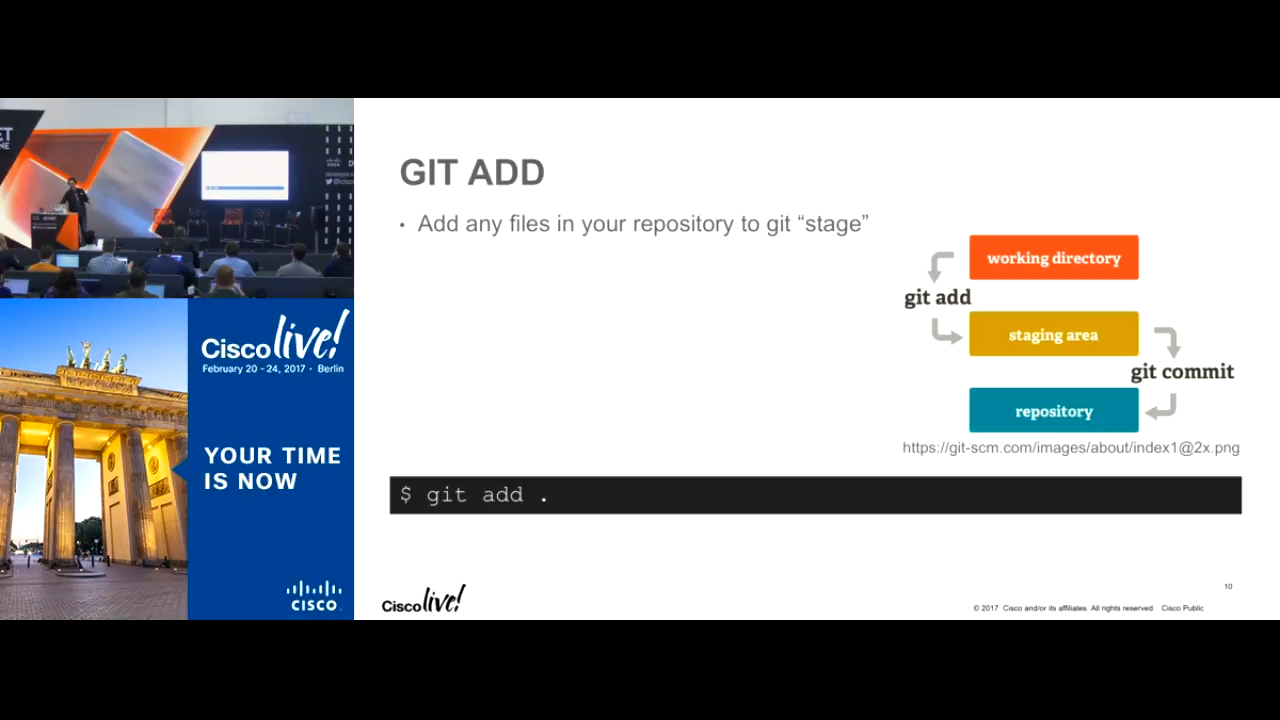 GIT ADD
• Add any files in your repository to git “stage”
working directory
git add
staging area
git commit
repository
https://git-scm.com/images/about/index1@2x.png
$ git add .
Cisco live!
10
© 2017 Cisco and/or its affiliates. All rights reserved. Cisco Public
Cisco live!
February 20 - 24, 2017 • Berlin
YOUR TIME
IS NOW
CISCO